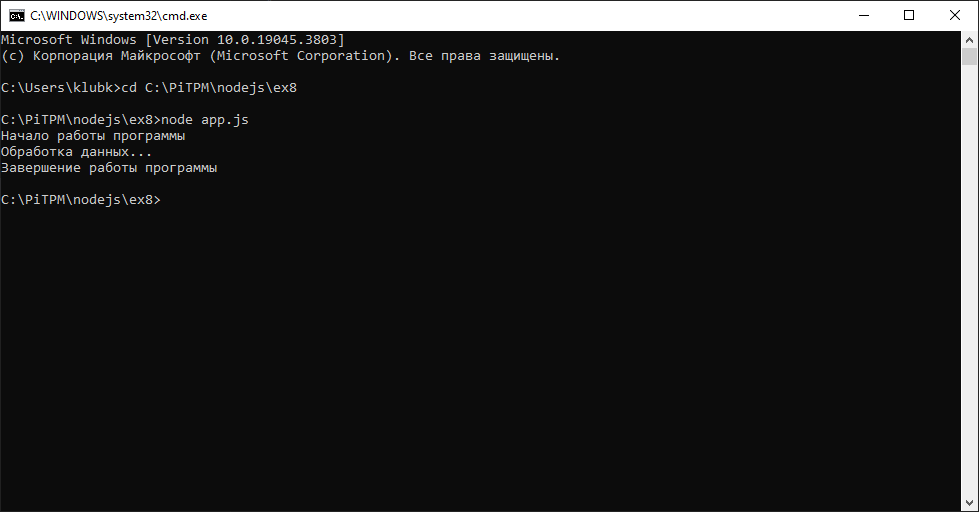 C:\WINDOWS\system32\cmd.exe
Microsoft Windows [Version 10.0.19045.3803]
(c) Корпорация Майкрософт (Microsoft Corporation). Все права защищены.
C:\Users\klubk>cd C:\PiTPM\nodejs\ex8
C:\PiTPM\nodejs\ex8>node app.js
Начало работы программы
Обработка данных...
Завершение работы программы
C:\PiTPM\nodejs\ex8>